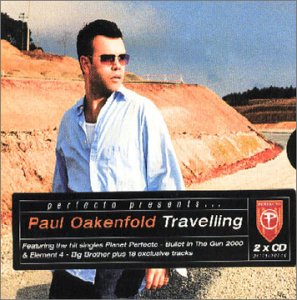 perfecto presents...
Paul Oakenfold Travelling
Featuring the hit singles Planet Perfecto - Bullet In The Gun 2000
& Element 4 - Big Brother plus 18 exclusive tracks
PERFECTO
2 x CD